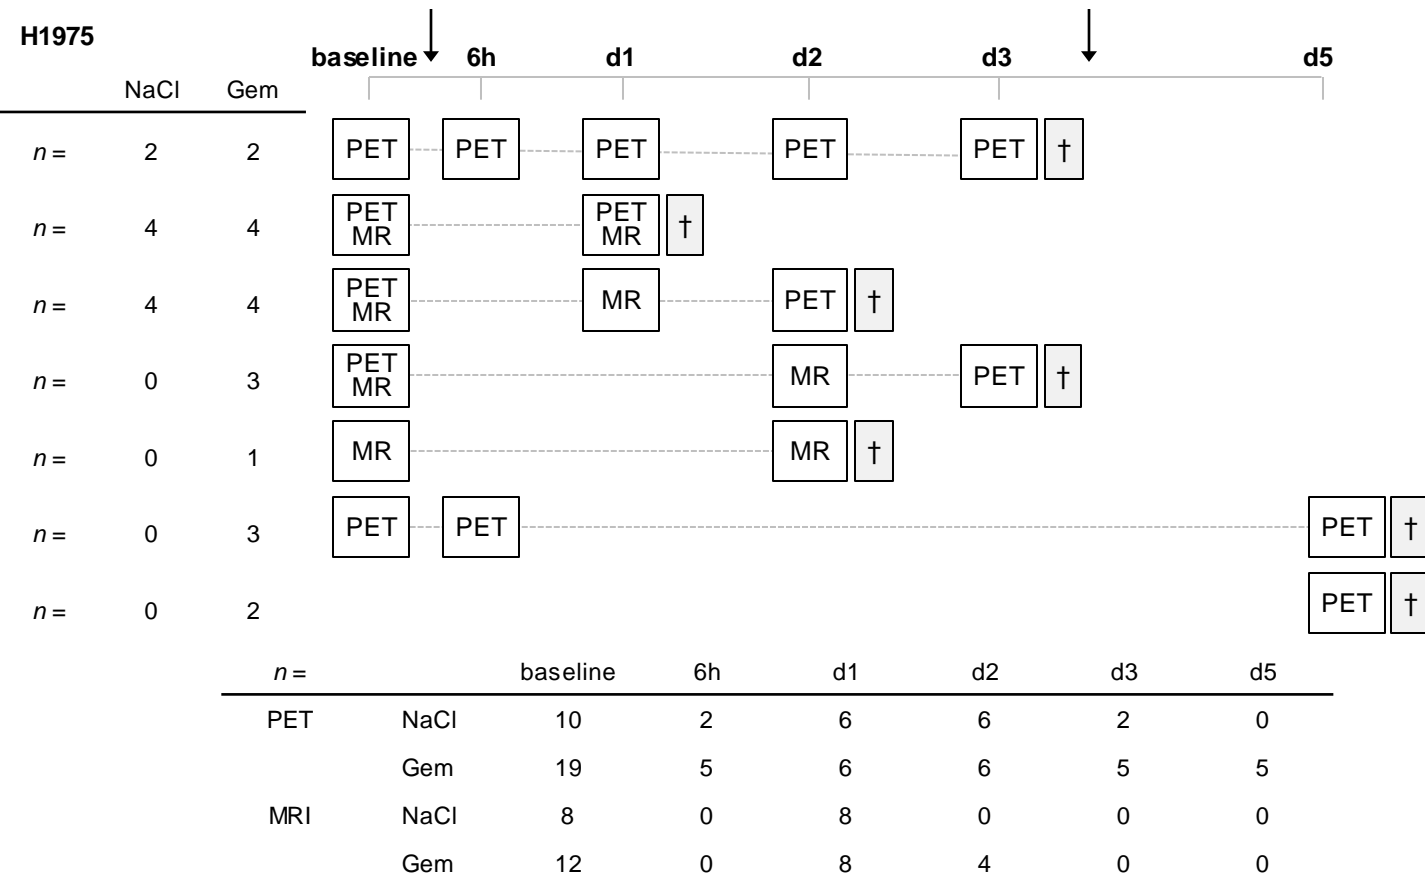 H1975
baseline 6h d1 d2 d3 d5
NaCl Gem
n = 2 2 PET PET PET PET PET †
n = 4 4 PET MR PET MR †
n = 4 4 PET MR MR PET †
n = 0 3 PET MR MR PET †
n = 0 1 MR MR †
n = 0 3 PET PET PET †
n = 0 2 PET †
n = baseline 6h d1 d2 d3 d5
PET NaCl 10 2 6 6 2 0
Gem 19 5 6 6 5 5
MRI NaCl 8 0 8 0 0 0
Gem 12 0 8 4 0 0